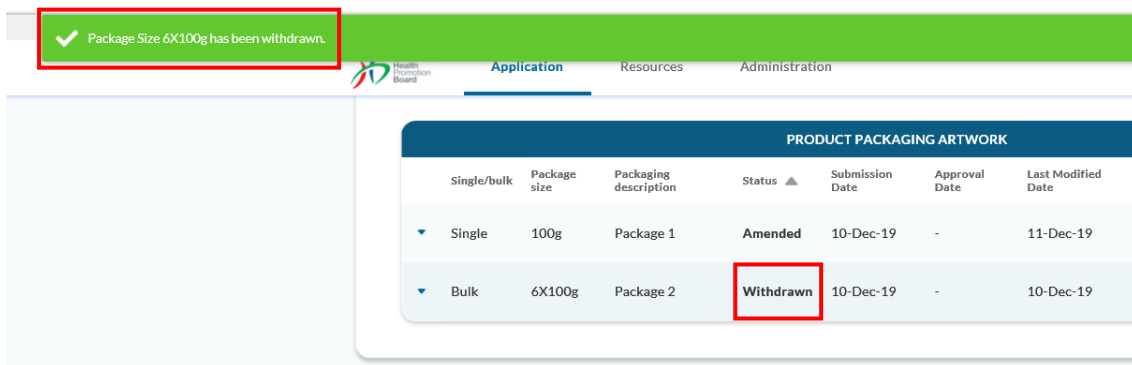 Package Size 6X100g has been withdrawn.
Health
Promotion
Board
Application Resources Administration
PRODUCT PACKAGING ARTWORK
Single/bulk Package size Packaging description Status Submission Date Approval Date Last Modified Date
Single 100g Package 1 Amended 10-Dec-19 - 11-Dec-19
Bulk 6X100g Package 2 Withdrawn 10-Dec-19 - 10-Dec-19